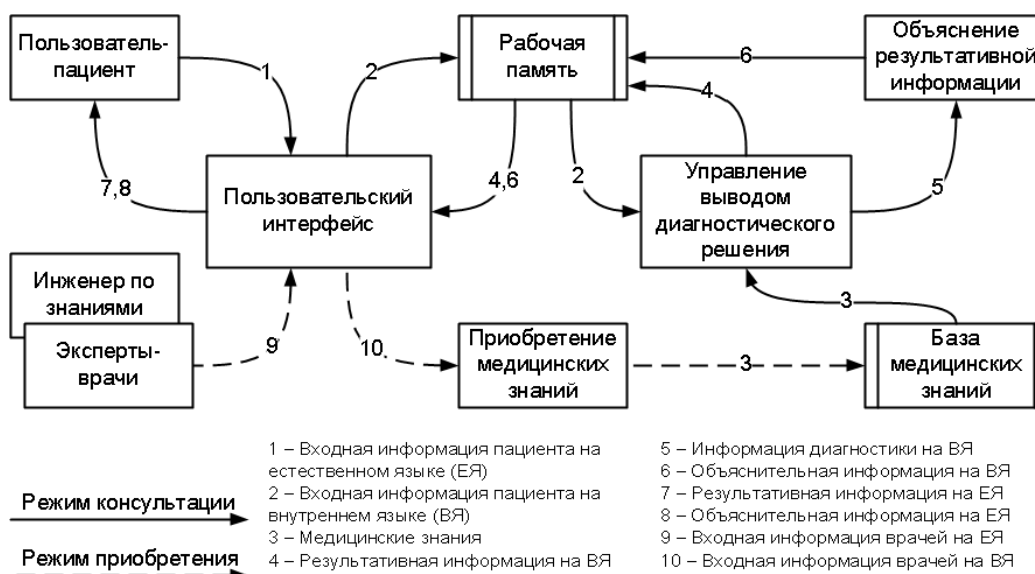 Пользователь-
пациент
1
2
Рабочая
память
6
Объяснение
результативной
информации
4
7,8
Пользовательский
интерфейс
4,6
2
Управление
выводом
диагностического
решения
5
Инженер по
знаниями
Эксперты-
врачи
9
10
Приобретение
медицинских
знаний
3
3
База
медицинских
знаний
Режим консультации
Режим приобретения
1 – Входная информация пациента на
естественном языке (ЕЯ)
2 – Входная информация пациента на
внутреннем языке (ВЯ)
3 – Медицинские знания
4 – Результативная информация на ВЯ
5 – Информация диагностики на ВЯ
6 – Объяснительная информация на ВЯ
7 – Результативная информация на ЕЯ
8 – Объяснительная информация на ЕЯ
9 – Входная информация врачей на ЕЯ
10 – Входная информация врачей на ВЯ